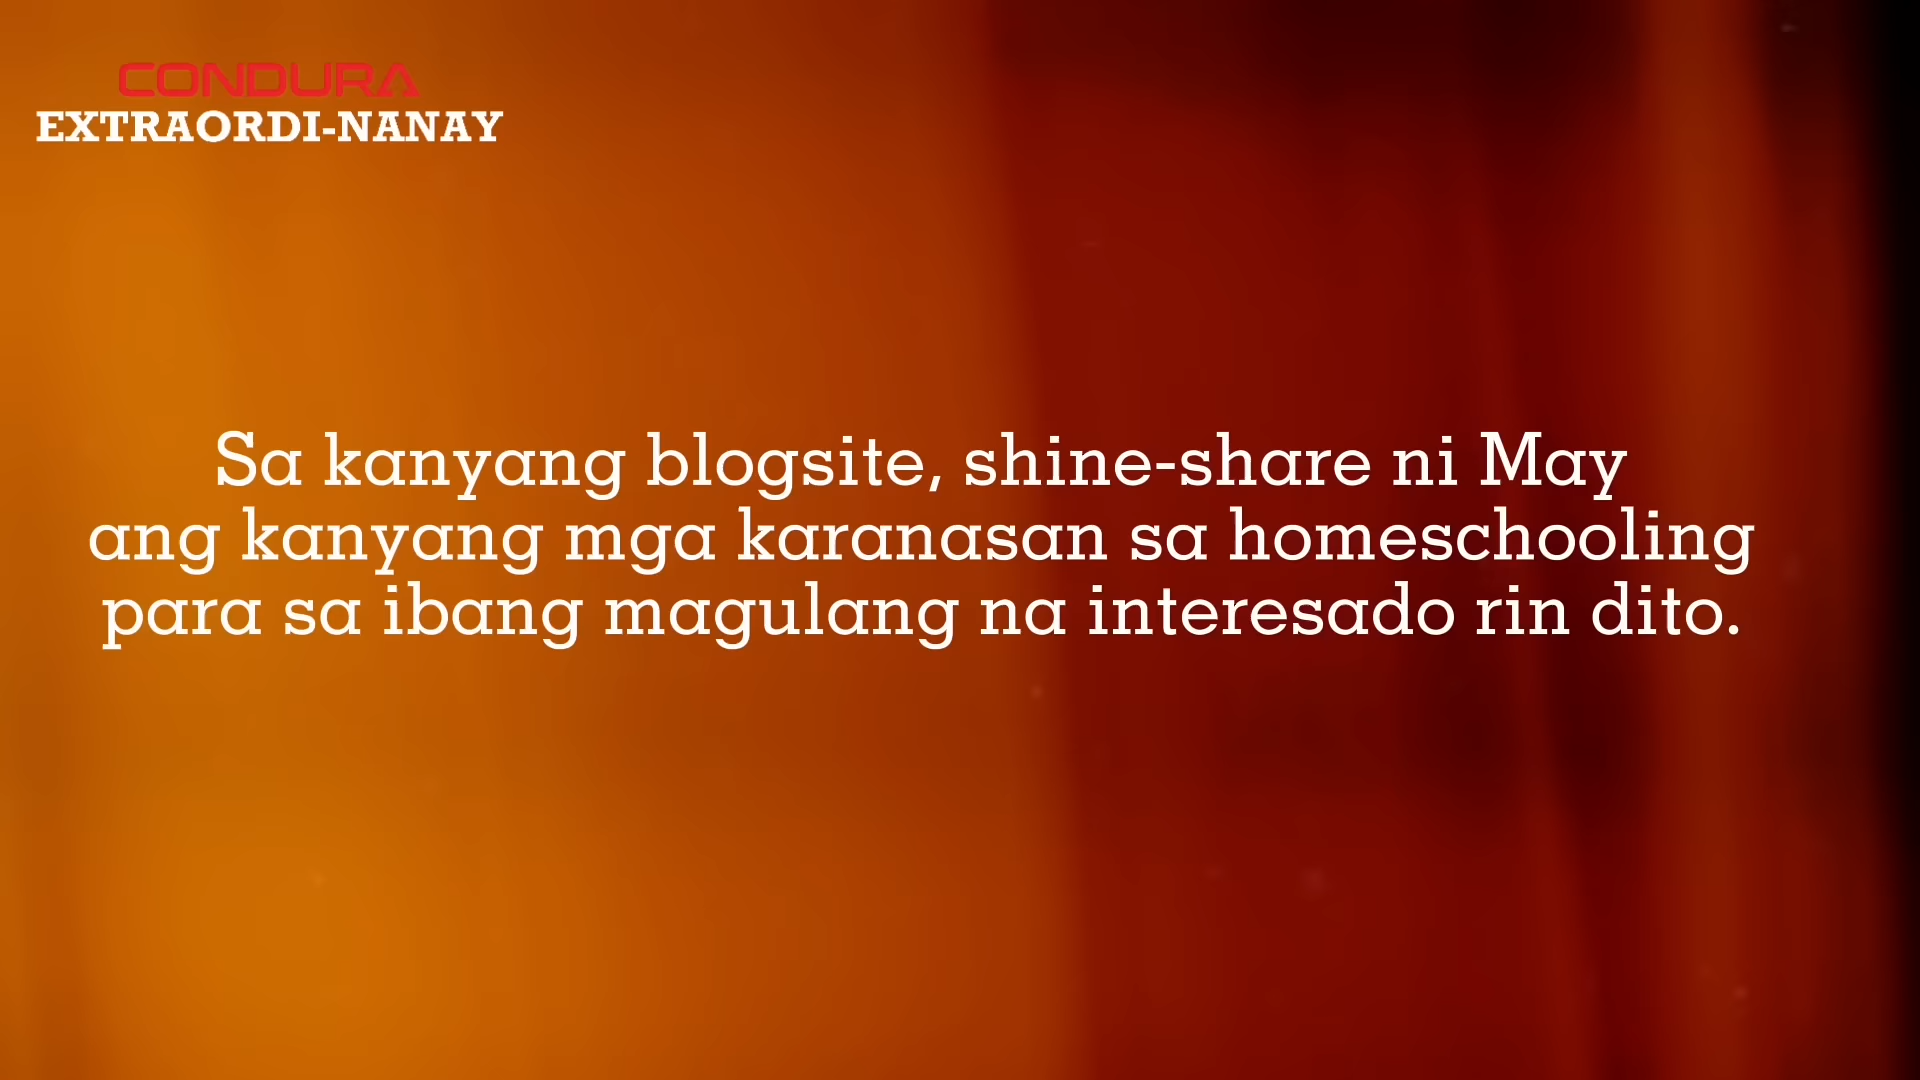 CONDURA
EXTRAORDI-NANAY
Sa kanyang blogsite, shine-share ni May
ang kanyang mga karanasan sa homeschooling
para sa ibang magulang na interesado rin dito.